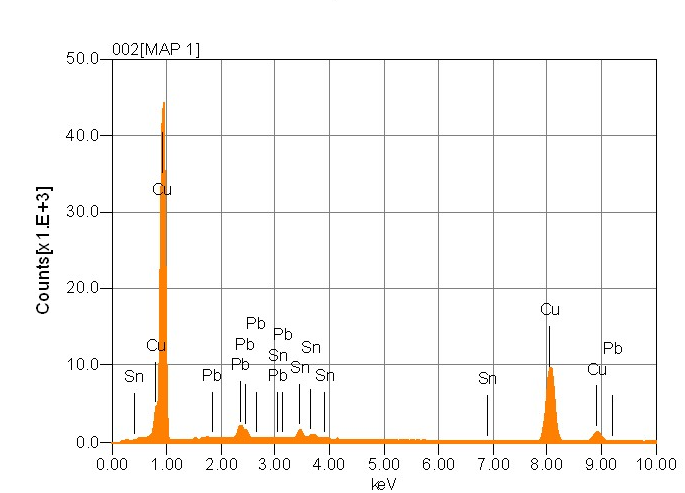 002[MAP 1]
50.0
40.0
30.0
20.0
10.0
0.0
Counts[x1.E+3]
Cu
Cu
Sn
Pb
Pb
Pb
Pb
Pb
Sn
Pb
Sn
Sn
Sn
Sn
Cu
Cu
Pb
0.00 1.00 2.00 3.00 4.00 5.00 6.00 7.00 8.00 9.00 10.00
keV